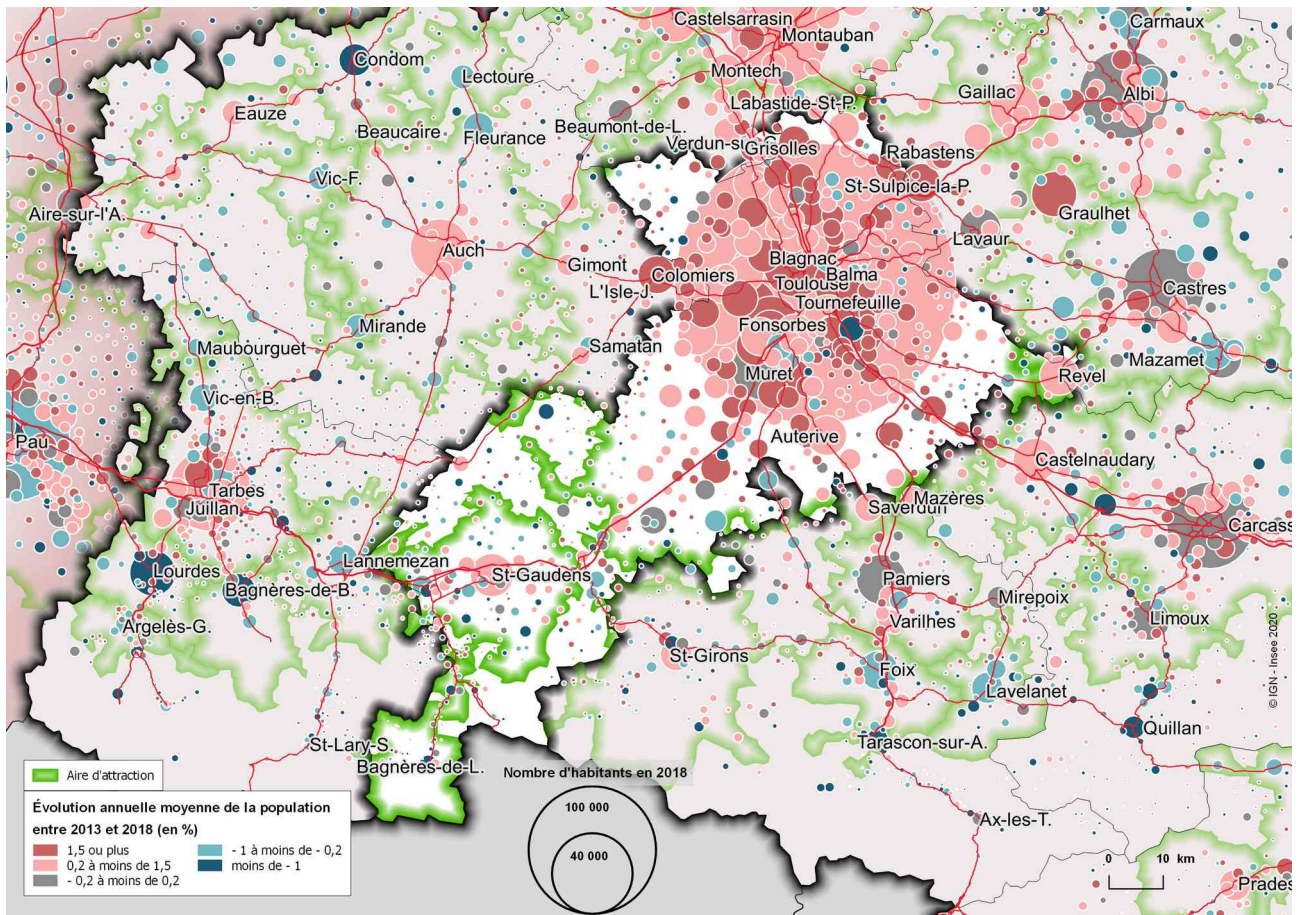 Castelsarrasin
Montauban
Carmaux
Condom
Lectoure
Montech
Gaillac
Albi
Eauze
Labastide-St-P.
Beaumont-de-L.
Beaucaire
Fleurance
Verdun-su
Grisolles
Rabastens
Vic-F.
St-Sulpice-la-P.
Aire-sur-l'A.
Graulhet
Auch
Lavaur
Gimont
Colomiers
Blagnac
Balma
L'Isle-J
Toulouse
Castres
Tournefeuille
Mirande
Fonsorbes
Maubourguet
Samatan
Mazamet
Muret
Revel
Vic-en-B.
Pau
Auterive
Castelnaudary
Tarbes
Mazères
Juillan
Saverdun
Carcass
Lannemezan
Lourdes
St-Gaudens
Pamiers
Bagnères-de-B.
Mirepoix
Argelès-G.
Varilhes
Limoux
St-Girons
Foix
Lavelanet
Quillan
Tarascon-sur-A.
St-Lary-S.
Bagnères-de-L.
Ax-les-T.
Prades
© IGN - Insee 2020
Aire d'attraction
Évolution annuelle moyenne de la population
entre 2013 et 2018 (en %)
1,5 ou plus
0,2 à moins de 1,5
- 0,2 à moins de 0,2
- 1 à moins de - 0,2
moins de - 1
Nombre d'habitants en 2018
100 000
40 000
0 10 km